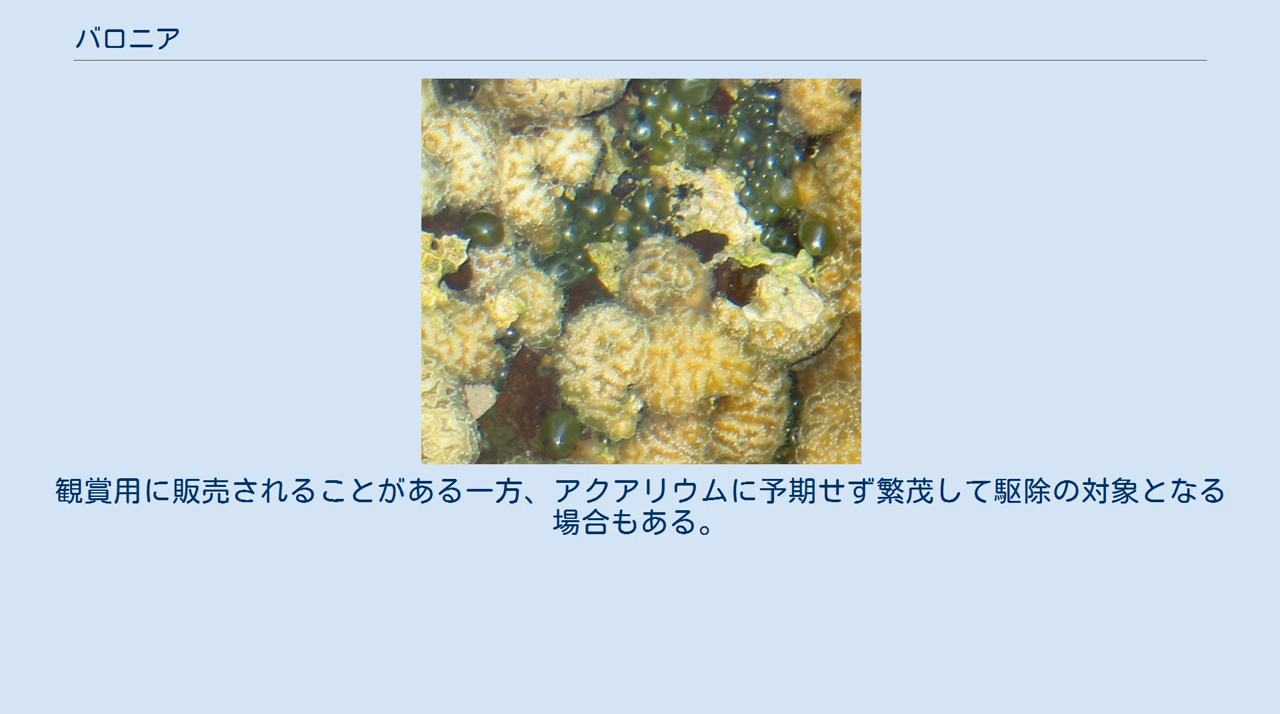 バロニア
観賞用に販売されることがある一方、アクアリウムに予期せず繁茂して駆除の対象となる
場合もある。